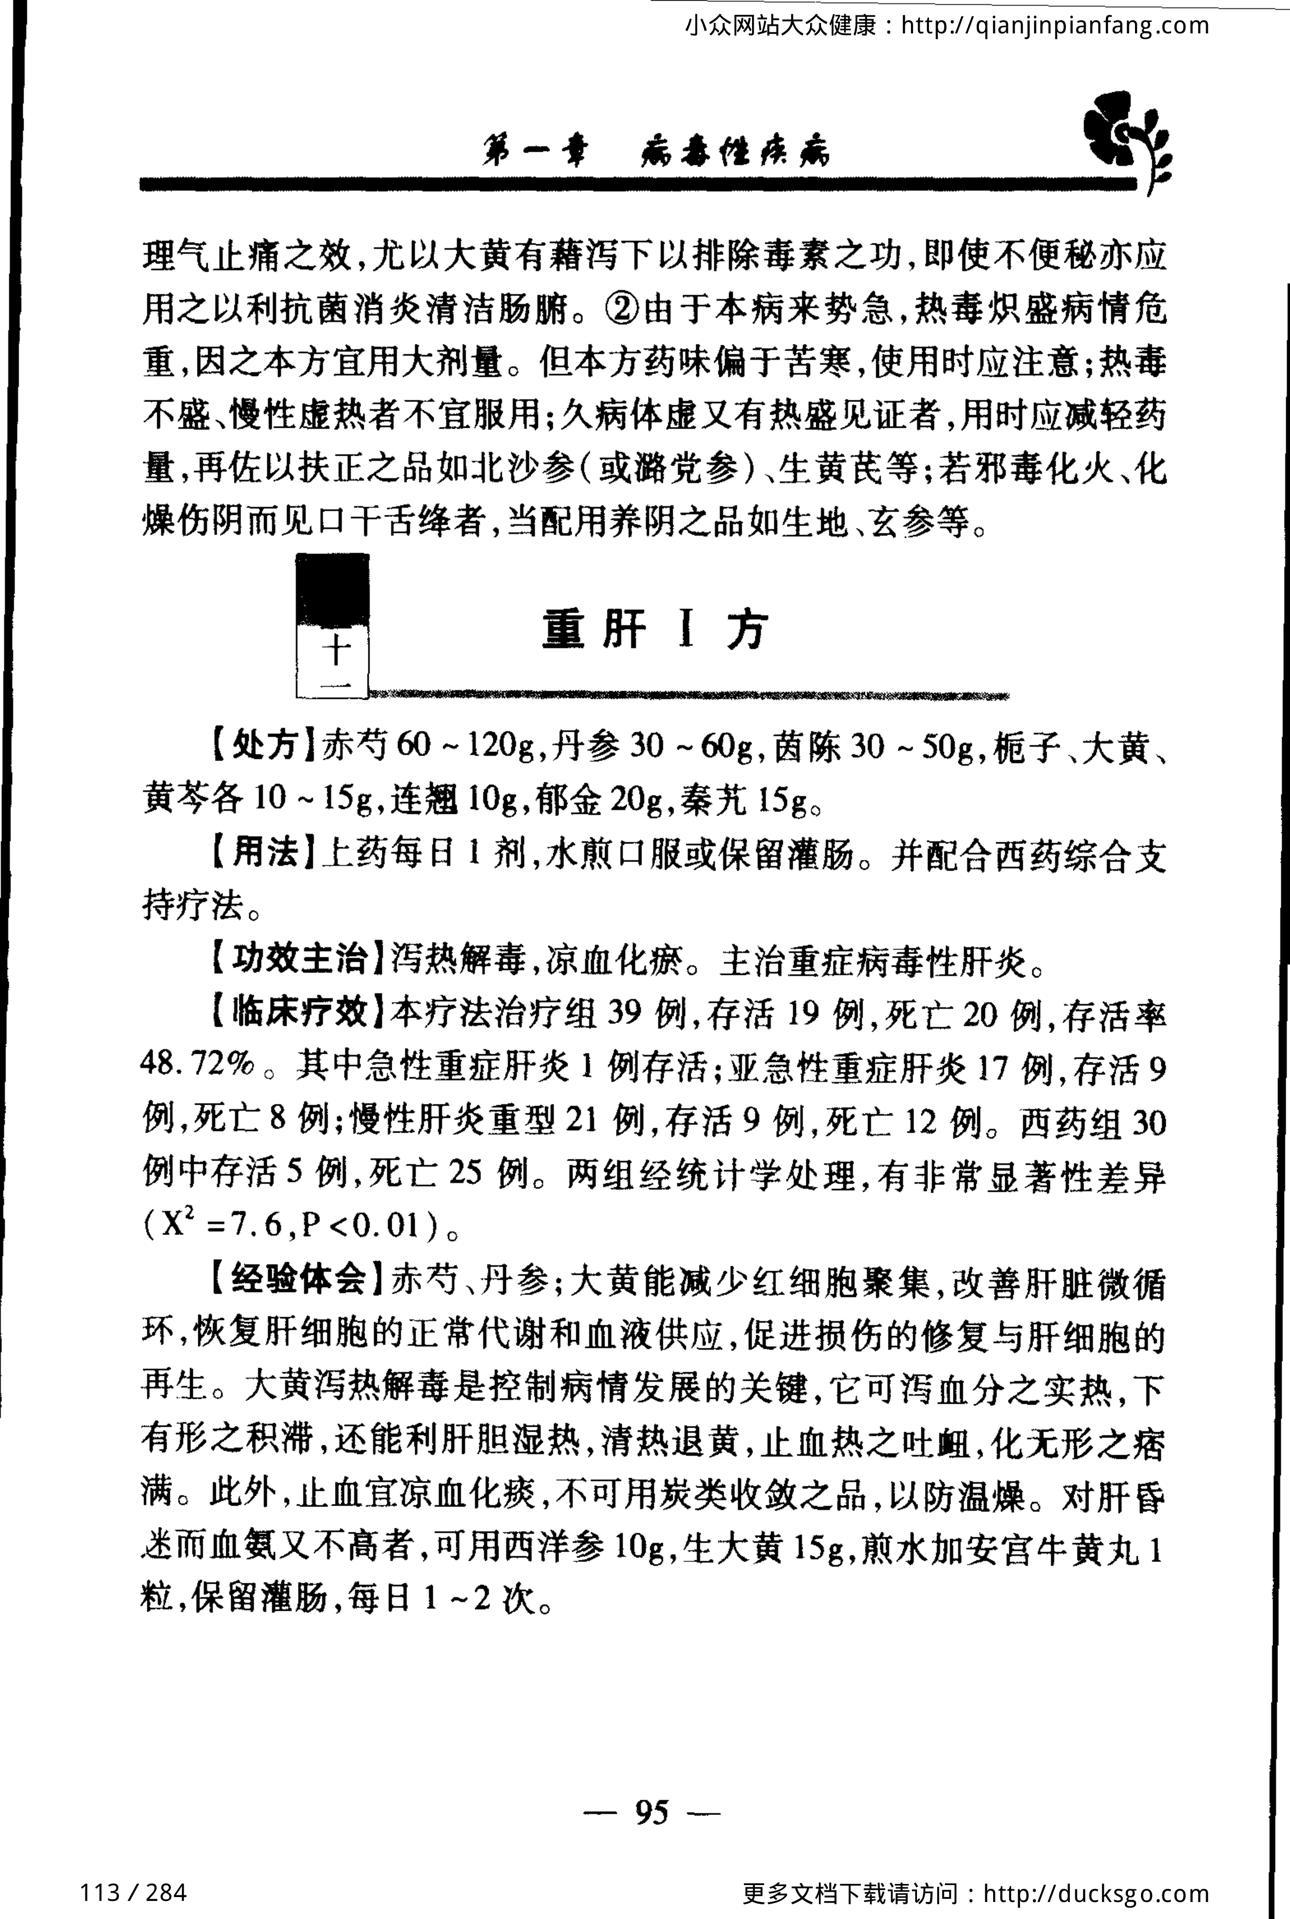 小众网站大众健康：http://qianjinpianfang.com
第一章 病毒性疾病
理气止痛之效,尤以大黄有藉泻下以排除毒素之功,即使不便秘亦应
用之以利抗菌消炎清洁肠腑。②由于本病来势急,热毒炽盛病情危
重,因之本方宜用大剂量。但本方药味偏于苦寒,使用时应注意;热毒
不盛、慢性虚热者不宜服用;久病体虚又有热盛见证者,用时应减轻药
量,再佐以扶正之品如北沙参(或潞党参)、生黄芪等;若邪毒化火、化
燥伤阴而见口干舌绛者,当配用养阴之品如生地、玄参等。
十一
重肝Ⅰ方
【处方】赤芍 60 ~ 120g,丹参 30 ~ 60g,茵陈 30 ~ 50g,栀子、大黄、
黄芩各 10 ~ 15g,连翘 10g,郁金 20g,秦艽 15g。
【用法】上药每日 1 剂,水煎口服或保留灌肠。并配合西药综合支
持疗法。
【功效主治】泻热解毒,凉血化瘀。主治重症病毒性肝炎。
【临床疗效】本疗法治疗组 39 例,存活 19 例,死亡 20 例,存活率
48.72%。其中急性重症肝炎 1 例存活;亚急性重症肝炎 17 例,存活 9
例,死亡 8 例;慢性肝炎重型 21 例,存活 9 例,死亡 12 例。西药组 30
例中存活 5 例,死亡 25 例。两组经统计学处理,有非常显著性差异
(X²=7.6,P<0.01)。
【经验体会】赤芍、丹参;大黄能减少红细胞聚集,改善肝脏微循
环,恢复肝细胞的正常代谢和血液供应,促进损伤的修复与肝细胞的
再生。大黄泻热解毒是控制病情发展的关键,它可泻血分之实热,下
有形之积滞,还能利肝胆湿热,清热退黄,止血热之吐衄,化无形之痞
满。此外,止血宜凉血化痰,不可用炭类收敛之品,以防温燥。对肝昏
迷而血氨又不高者,可用西洋参 10g,生大黄 15g,煎水加安宫牛黄丸 1
粒,保留灌肠,每日 1 ~ 2 次。
— 95 —
113 / 284
更多文档下载请访问：http://ducksgo.com